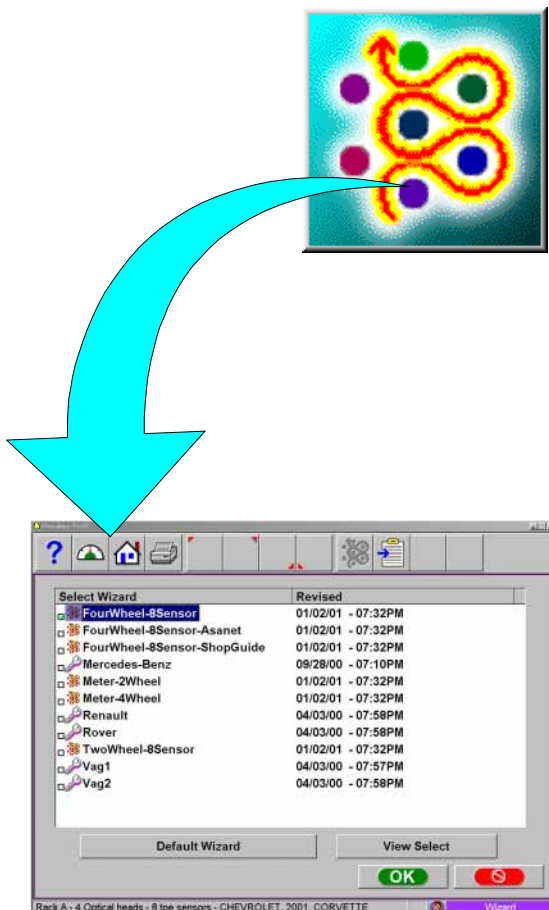 ?
Select Wizard Revised
FourWheel-8Sensor 01/02/01 - 07:32PM
FourWheel-8Sensor-Asanet 01/02/01 - 07:32PM
FourWheel-8Sensor-ShopGuide 01/02/01 - 07:32PM
Mercedes-Benz 09/28/00 - 07:10PM
Meter-2Wheel 01/02/01 - 07:32PM
Meter-4Wheel 01/02/01 - 07:32PM
Renault 04/03/00 - 07:58PM
Rover 04/03/00 - 07:58PM
TwoWheel-8Sensor 01/02/01 - 07:32PM
Vag1 04/03/00 - 07:57PM
Vag2 04/03/00 - 07:58PM
Default Wizard View Select
OK
Rack A - 4 Optical heads - 8 toe sensors - CHEVROLET, 2001, CORVETTE Wizard